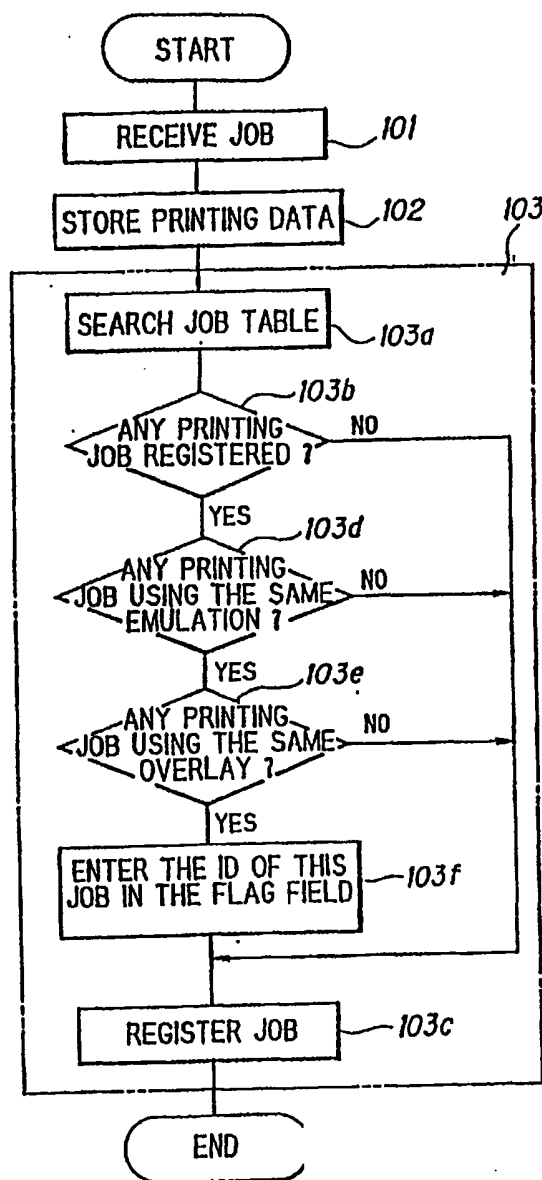 START
RECEIVE JOB
101
STORE PRINTING DATA
102
103
SEARCH JOB TABLE
103a
103b
ANY PRINTING
JOB REGISTERED ?
NO
YES
103d
ANY PRINTING
JOB USING THE SAME
EMULATION ?
NO
YES
103e
ANY PRINTING
JOB USING THE SAME
OVERLAY ?
NO
YES
ENTER THE ID OF THIS
JOB IN THE FLAG FIELD
103f
REGISTER JOB
103c
END